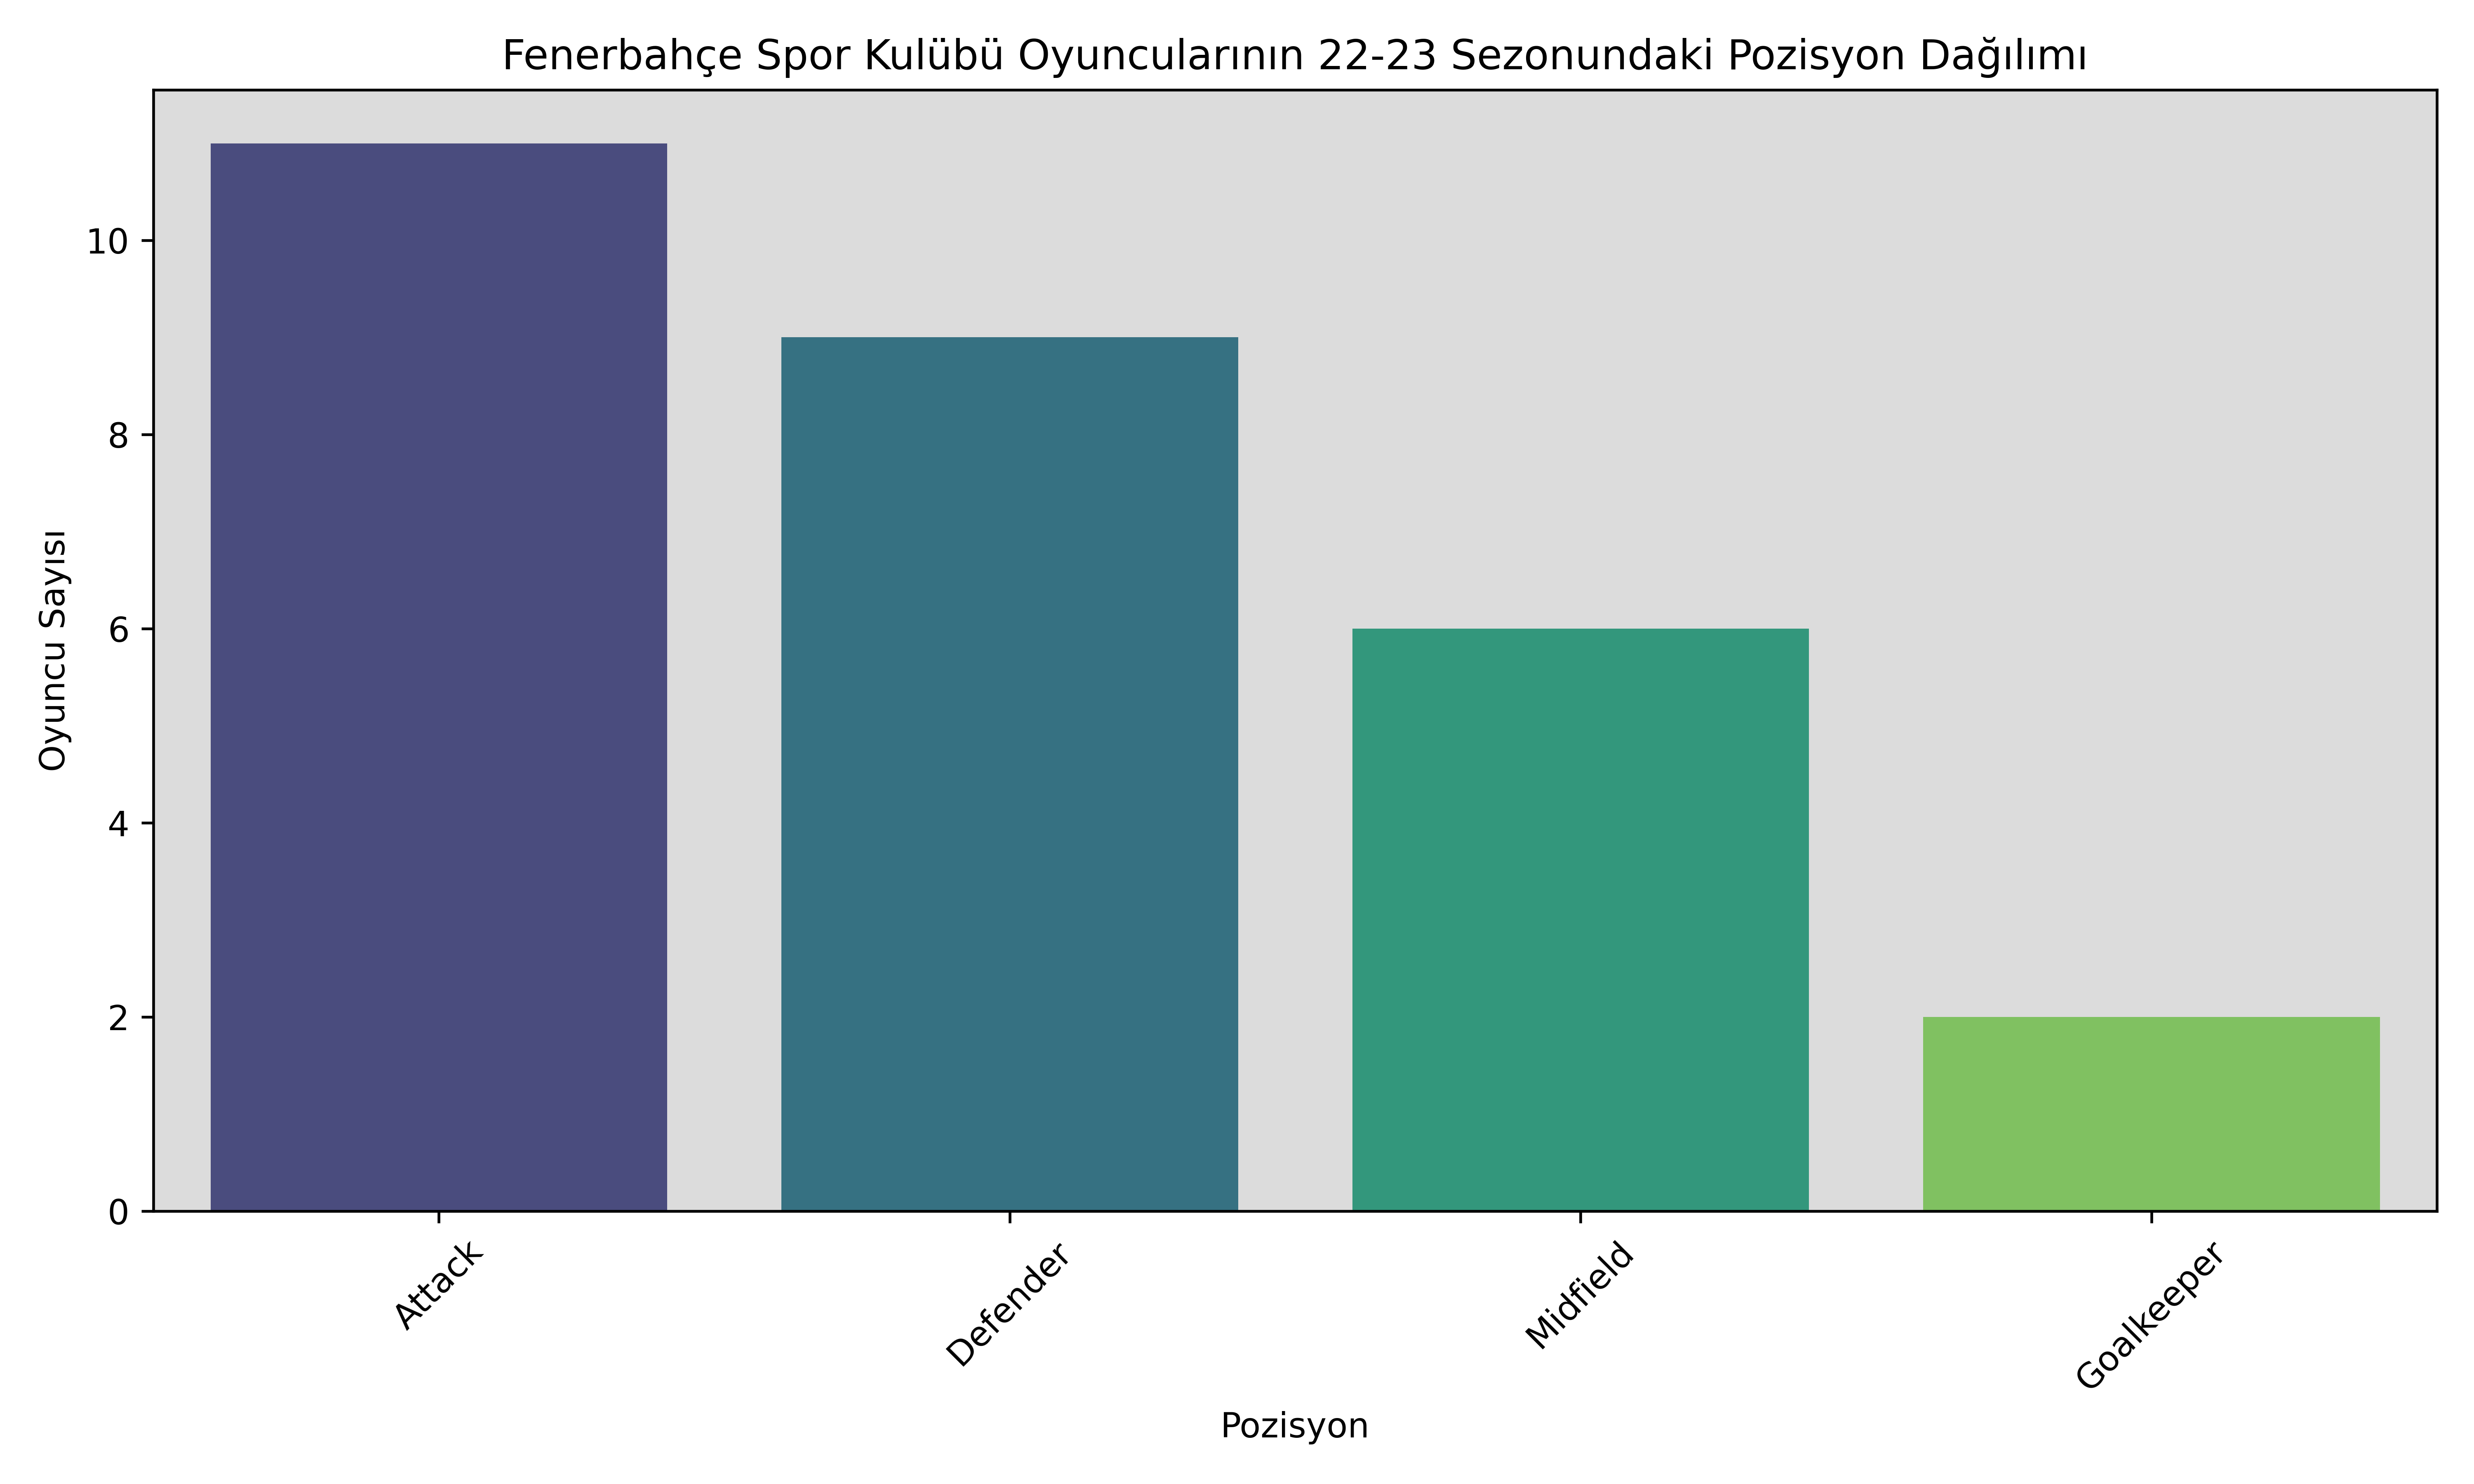 Fenerbahçe Spor Kulübü Oyuncularının 22-23 Sezonundaki Pozisyon Dağılımı
Oyuncu Sayısı
10
8
6
4
2
0
Attack
Defender
Midfield
Goalkeeper
Pozisyon